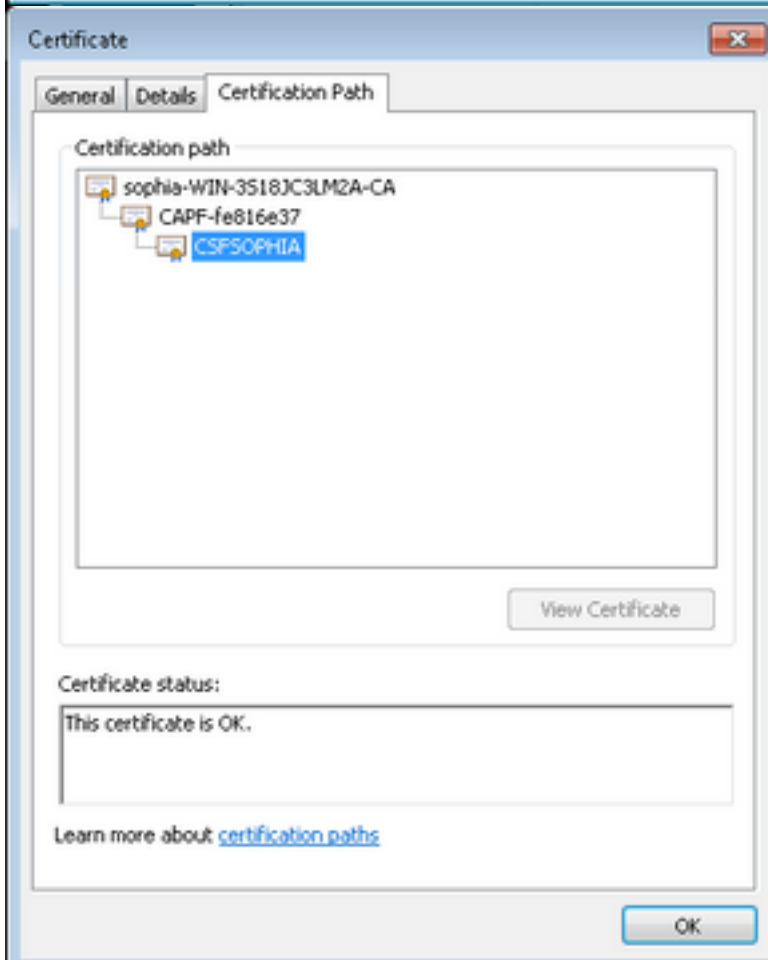 Certificate
General Details Certification Path
Certification path
sophia-WIN-3S18JC3LM2A-CA
CAPF-fe816e37
CSFSOPHIA
View Certificate
Certificate status:
This certificate is OK.
Learn more about certification paths
OK